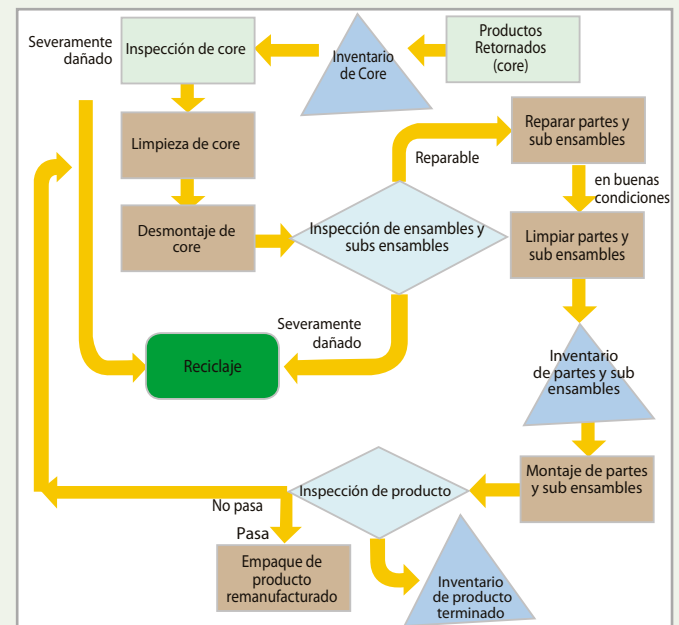 Productos
Retornados
(core)
Inventario
de Core
Inspección de core
Severamente
dañado
Limpieza de core
Desmontaje de
core
Inspección de ensambles y
subs ensambles
Reparable
Reparar partes y
sub ensambles
en buenas
condiciones
Limpiar partes y
sub ensambles
Severamente
dañado
Reciclaje
Inventario
de partes y sub
ensambles
Montaje de partes
y sub ensambles
Inspección de producto
No pasa
Pasa
Empaque de
producto
remanufacturado
Inventario
de producto
terminado